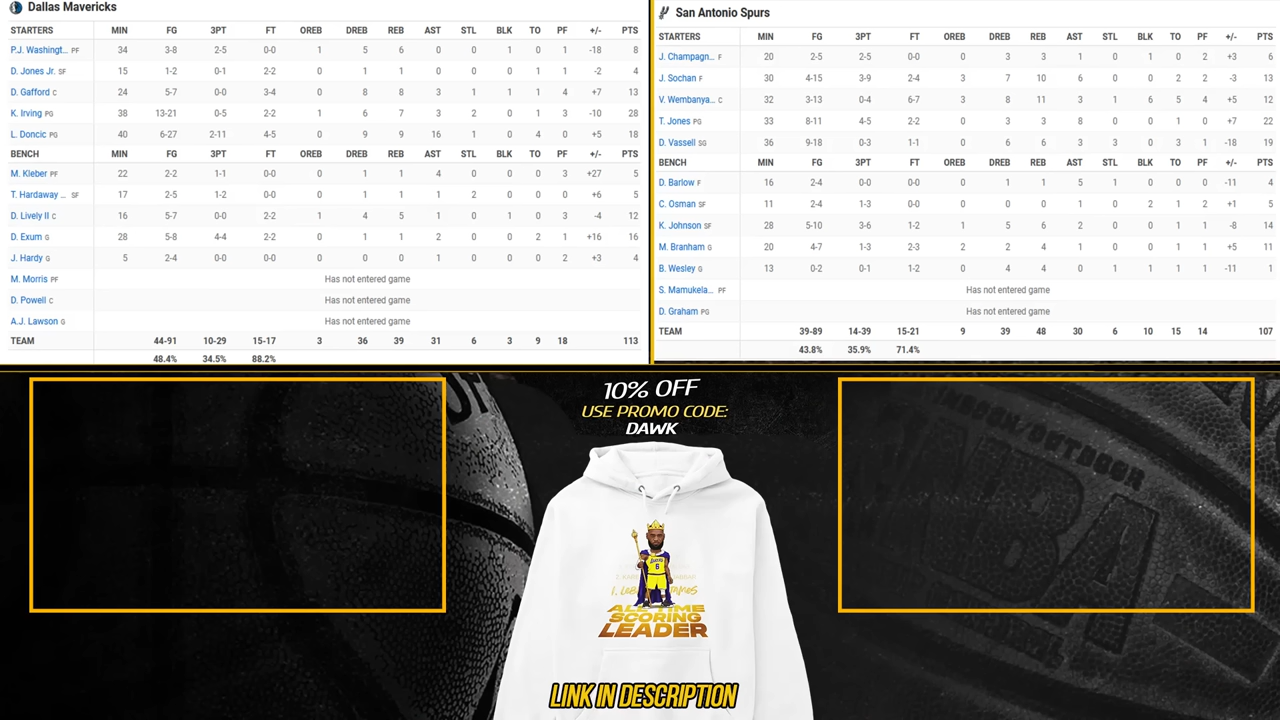 Dallas Mavericks
STARTERS MIN FG 3PT FT OREB DREB REB AST STL BLK TO PF +/- PTS
P.J. Washingt... PF 34 3-8 2-5 0-0 1 5 6 0 0 1 0 1 -18 8
D. Jones Jr. SF 15 1-2 0-1 2-2 0 1 1 0 0 0 1 1 -2 4
D. Gafford C 24 5-7 0-0 3-4 0 8 8 3 1 1 1 4 +7 13
K. Irving PG 38 13-21 0-5 2-2 1 6 7 3 2 0 1 3 -10 28
L. Doncic PG 40 6-27 2-11 4-5 0 9 9 16 1 0 4 0 +5 18
BENCH MIN FG 3PT FT OREB DREB REB AST STL BLK TO PF +/- PTS
M. Kleber PF 22 2-2 1-1 0-0 0 1 1 4 0 0 0 3 +27 5
T. Hardaway ... SF 17 2-5 1-2 0-0 0 1 1 1 2 0 0 0 +6 5
D. Lively II C 16 5-7 0-0 2-2 1 4 5 1 0 1 0 3 -4 12
D. Exum G 28 5-8 4-4 2-2 0 1 1 2 0 0 2 1 +16 16
J. Hardy G 5 2-4 0-0 0-0 0 0 0 1 0 0 0 2 +3 4
M. Morris PF Has not entered game
D. Powell C Has not entered game
A.J. Lawson G Has not entered game
TEAM 44-91 10-29 15-17 3 36 39 31 6 3 9 18 113
48.4% 34.5% 88.2%
San Antonio Spurs
STARTERS MIN FG 3PT FT OREB DREB REB AST STL BLK TO PF +/- PTS
J. Champagn... F 20 2-5 2-5 0-0 0 3 3 1 0 1 0 2 +3 6
J. Sochan F 30 4-15 3-9 2-4 3 7 10 6 0 0 2 2 -3 13
V. Wembanya... C 32 3-13 0-4 6-7 3 8 11 3 1 6 5 4 +5 12
T. Jones PG 33 8-11 4-5 2-2 0 3 3 8 0 0 1 0 +7 22
D. Vassell SG 36 9-18 0-3 1-1 0 6 6 3 3 0 3 1 -18 19
BENCH MIN FG 3PT FT OREB DREB REB AST STL BLK TO PF +/- PTS
D. Barlow F 16 2-4 0-0 0-0 0 1 1 5 1 0 0 0 -11 4
C. Osman SF 11 2-4 1-3 0-0 0 0 0 1 0 2 1 2 +1 5
K. Johnson SF 28 5-10 3-6 1-2 1 5 6 2 0 0 1 1 -8 14
M. Branham G 20 4-7 1-3 2-3 2 2 4 1 0 0 1 1 +5 11
B. Wesley G 13 0-2 0-1 1-2 0 4 4 0 1 1 1 1 -11 1
S. Mamukela... PF Has not entered game
D. Graham PG Has not entered game
TEAM 39-89 14-39 15-21 9 39 48 30 6 10 15 14 107
43.8% 35.9% 71.4%
10% OFF
USE PROMO CODE:
DAWK
ALL TIME
SCORING
LEADER
LINK IN DESCRIPTION